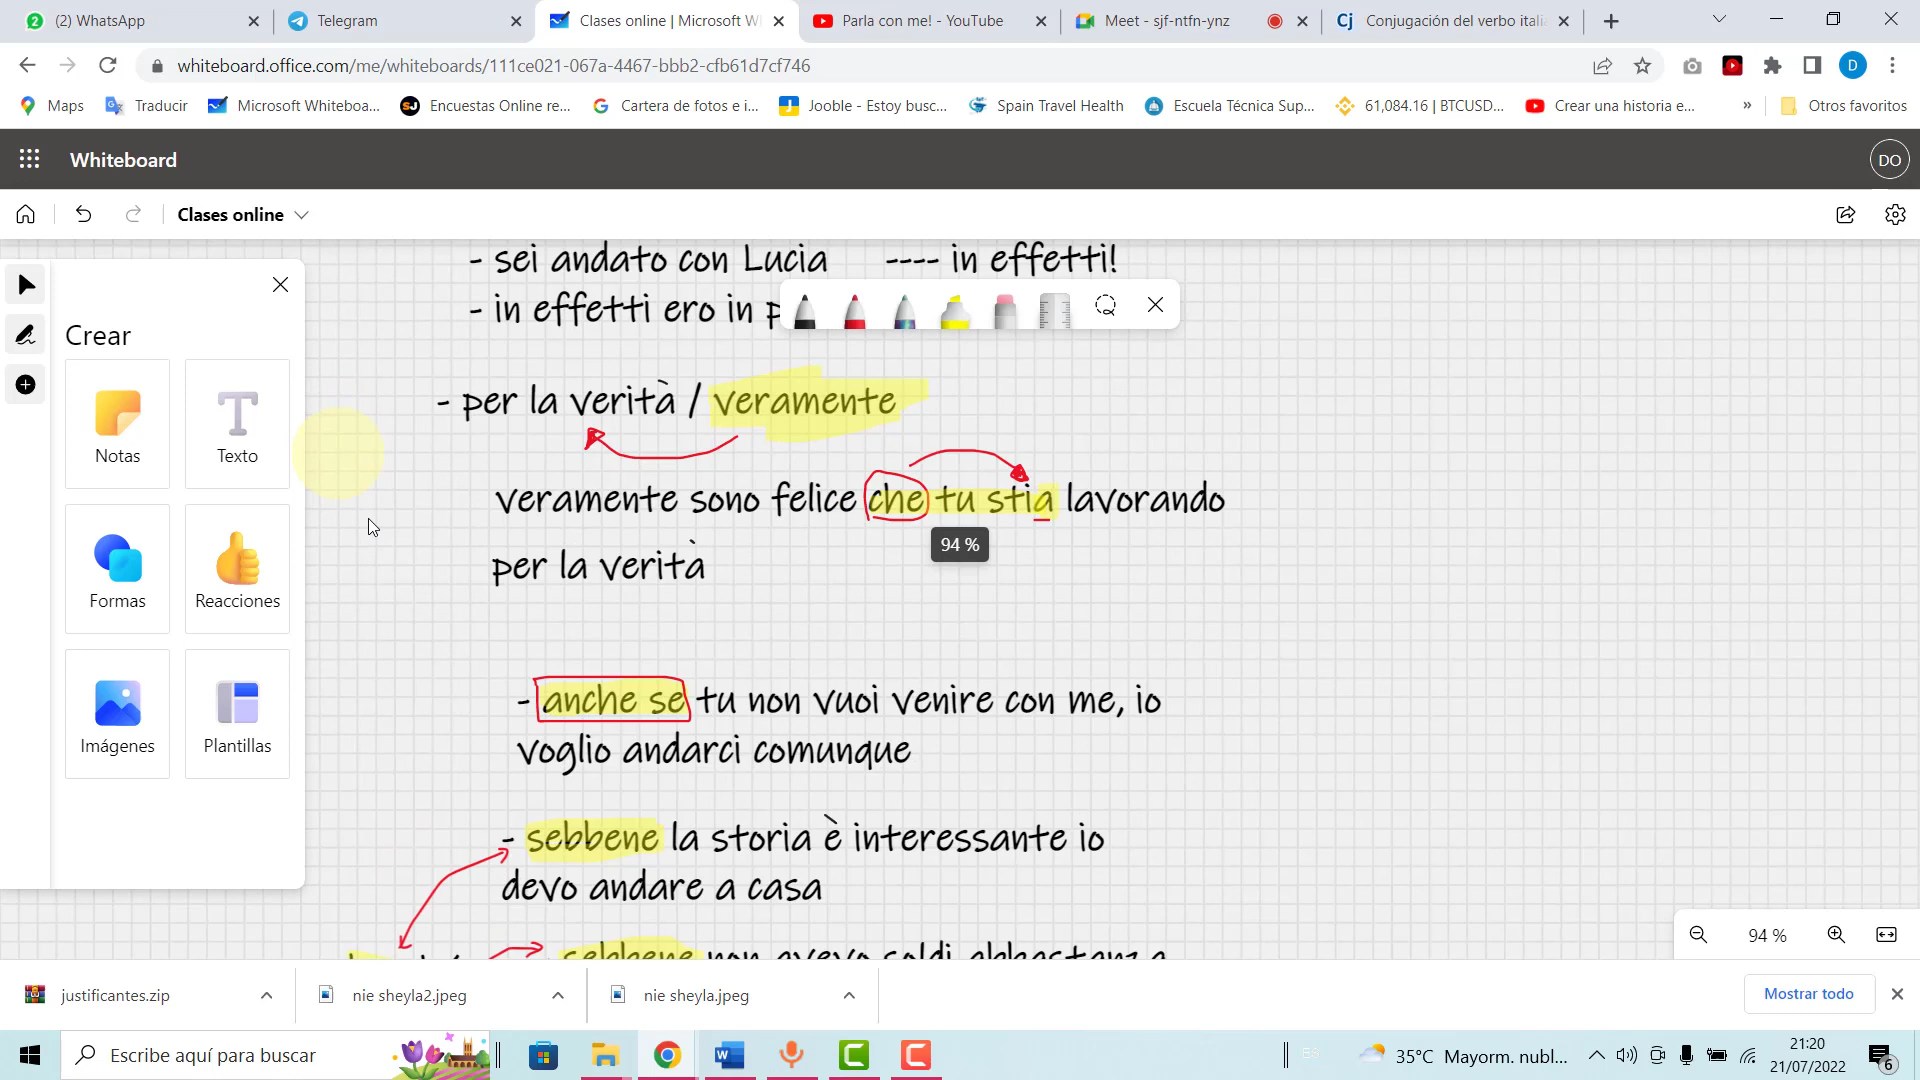 (2) WhatsApp
Telegram
Clases online | Microsoft W
Parla con me! - YouTube
Meet - sjf-ntfn-ynz
Cj Conjugación del verbo itali
whiteboard.office.com/me/whiteboards/111ce021-067a-4467-bbb2-cfb61d7cf746
D
Maps
Traducir
Microsoft Whiteboa...
Encuestas Online re...
Cartera de fotos e i...
Jooble - Estoy busc...
Spain Travel Health
Escuela Técnica Sup...
61,084.16 | BTCUSD...
Crear una historia e...
»
Otros favoritos
Whiteboard
DO
Clases online
- sei andato con Lucia ---- in effetti!
- in effetti ero in p
Crear
Notas
Texto
Formas
Reacciones
Imágenes
Plantillas
- per la verità / veramente
veramente sono felice che tu stia lavorando
94 %
per la verità
- anche se tu non vuoi venire con me, io
voglio andarci comunque
- sebbene la storia è interessante io
devo andare a casa
sebbene non avevo soldi abbastanza
94 %
justificantes.zip
nie sheyla2.jpeg
nie sheyla.jpeg
Mostrar todo
Escribe aquí para buscar
35°C Mayorm. nubl...
21:20
21/07/2022
6